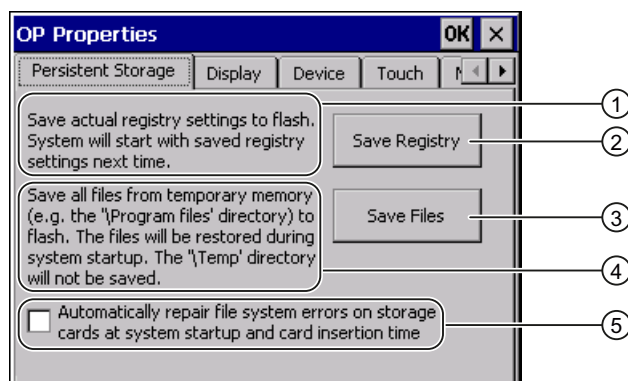 OP Properties OK ×
Persistent Storage Display Device Touch
Save actual registry settings to flash.
System will start with saved registry
settings next time.
Save Registry
Save all files from temporary memory
(e.g. the '\Program files' directory) to
flash. The files will be restored during
system startup. The '\Temp' directory
will not be saved.
Save Files
Automatically repair file system errors on storage
cards at system startup and card insertion time
1
2
3
4
5